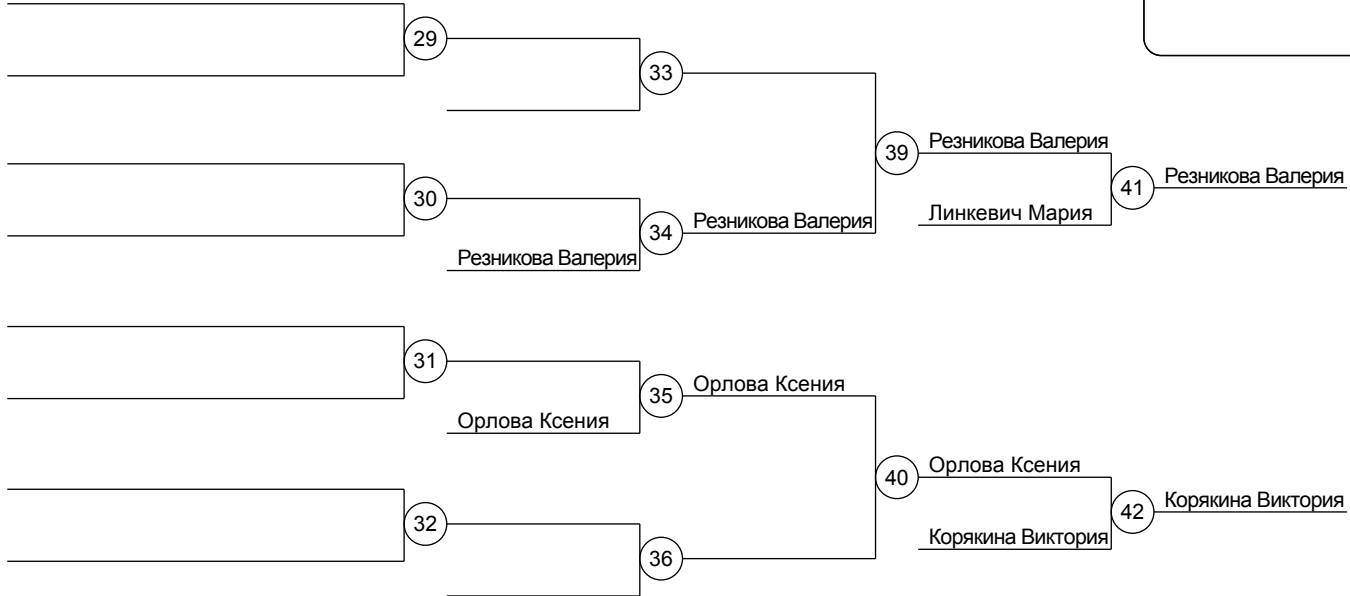 29
33
39
Резникова Валерия
41
Резникова Валерия
30
34
Резникова Валерия
Линкевич Мария
Резникова Валерия
31
35
Орлова Ксения
Орлова Ксения
40
Орлова Ксения
42
Корякина Виктория
32
36
Корякина Виктория